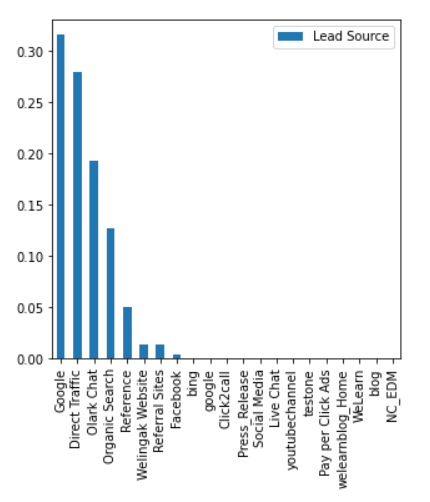 Lead Source
0.30
0.25
0.20
0.15
0.10
0.05
0.00
Google
Direct Traffic
Olark Chat
Organic Search
Reference
Welingak Website
Referral Sites
Facebook
bing
google
Click2call
Press_Release
Social Media
Live Chat
youtubechannel
testone
Pay per Click Ads
welearnblog_Home
WeLearn
blog
NC_EDM